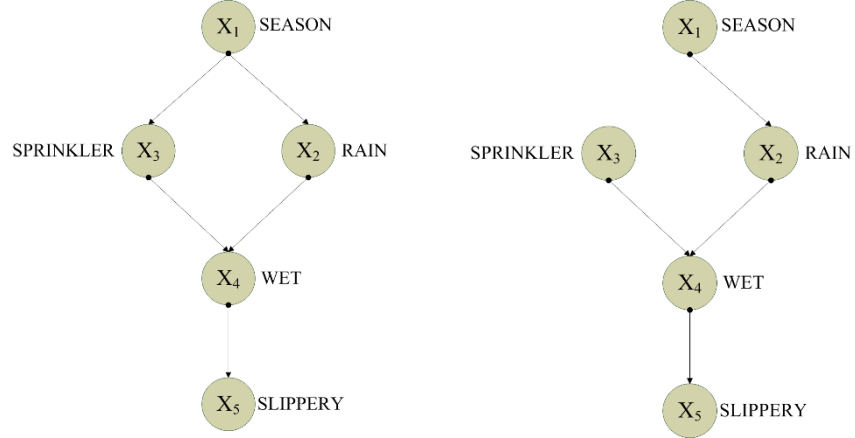 X₁ SEASON
SPRINKLER X₃ X₂ RAIN
X₄ WET
X₅ SLIPPERY
X₁ SEASON
SPRINKLER X₃ X₂ RAIN
X₄ WET
X₅ SLIPPERY